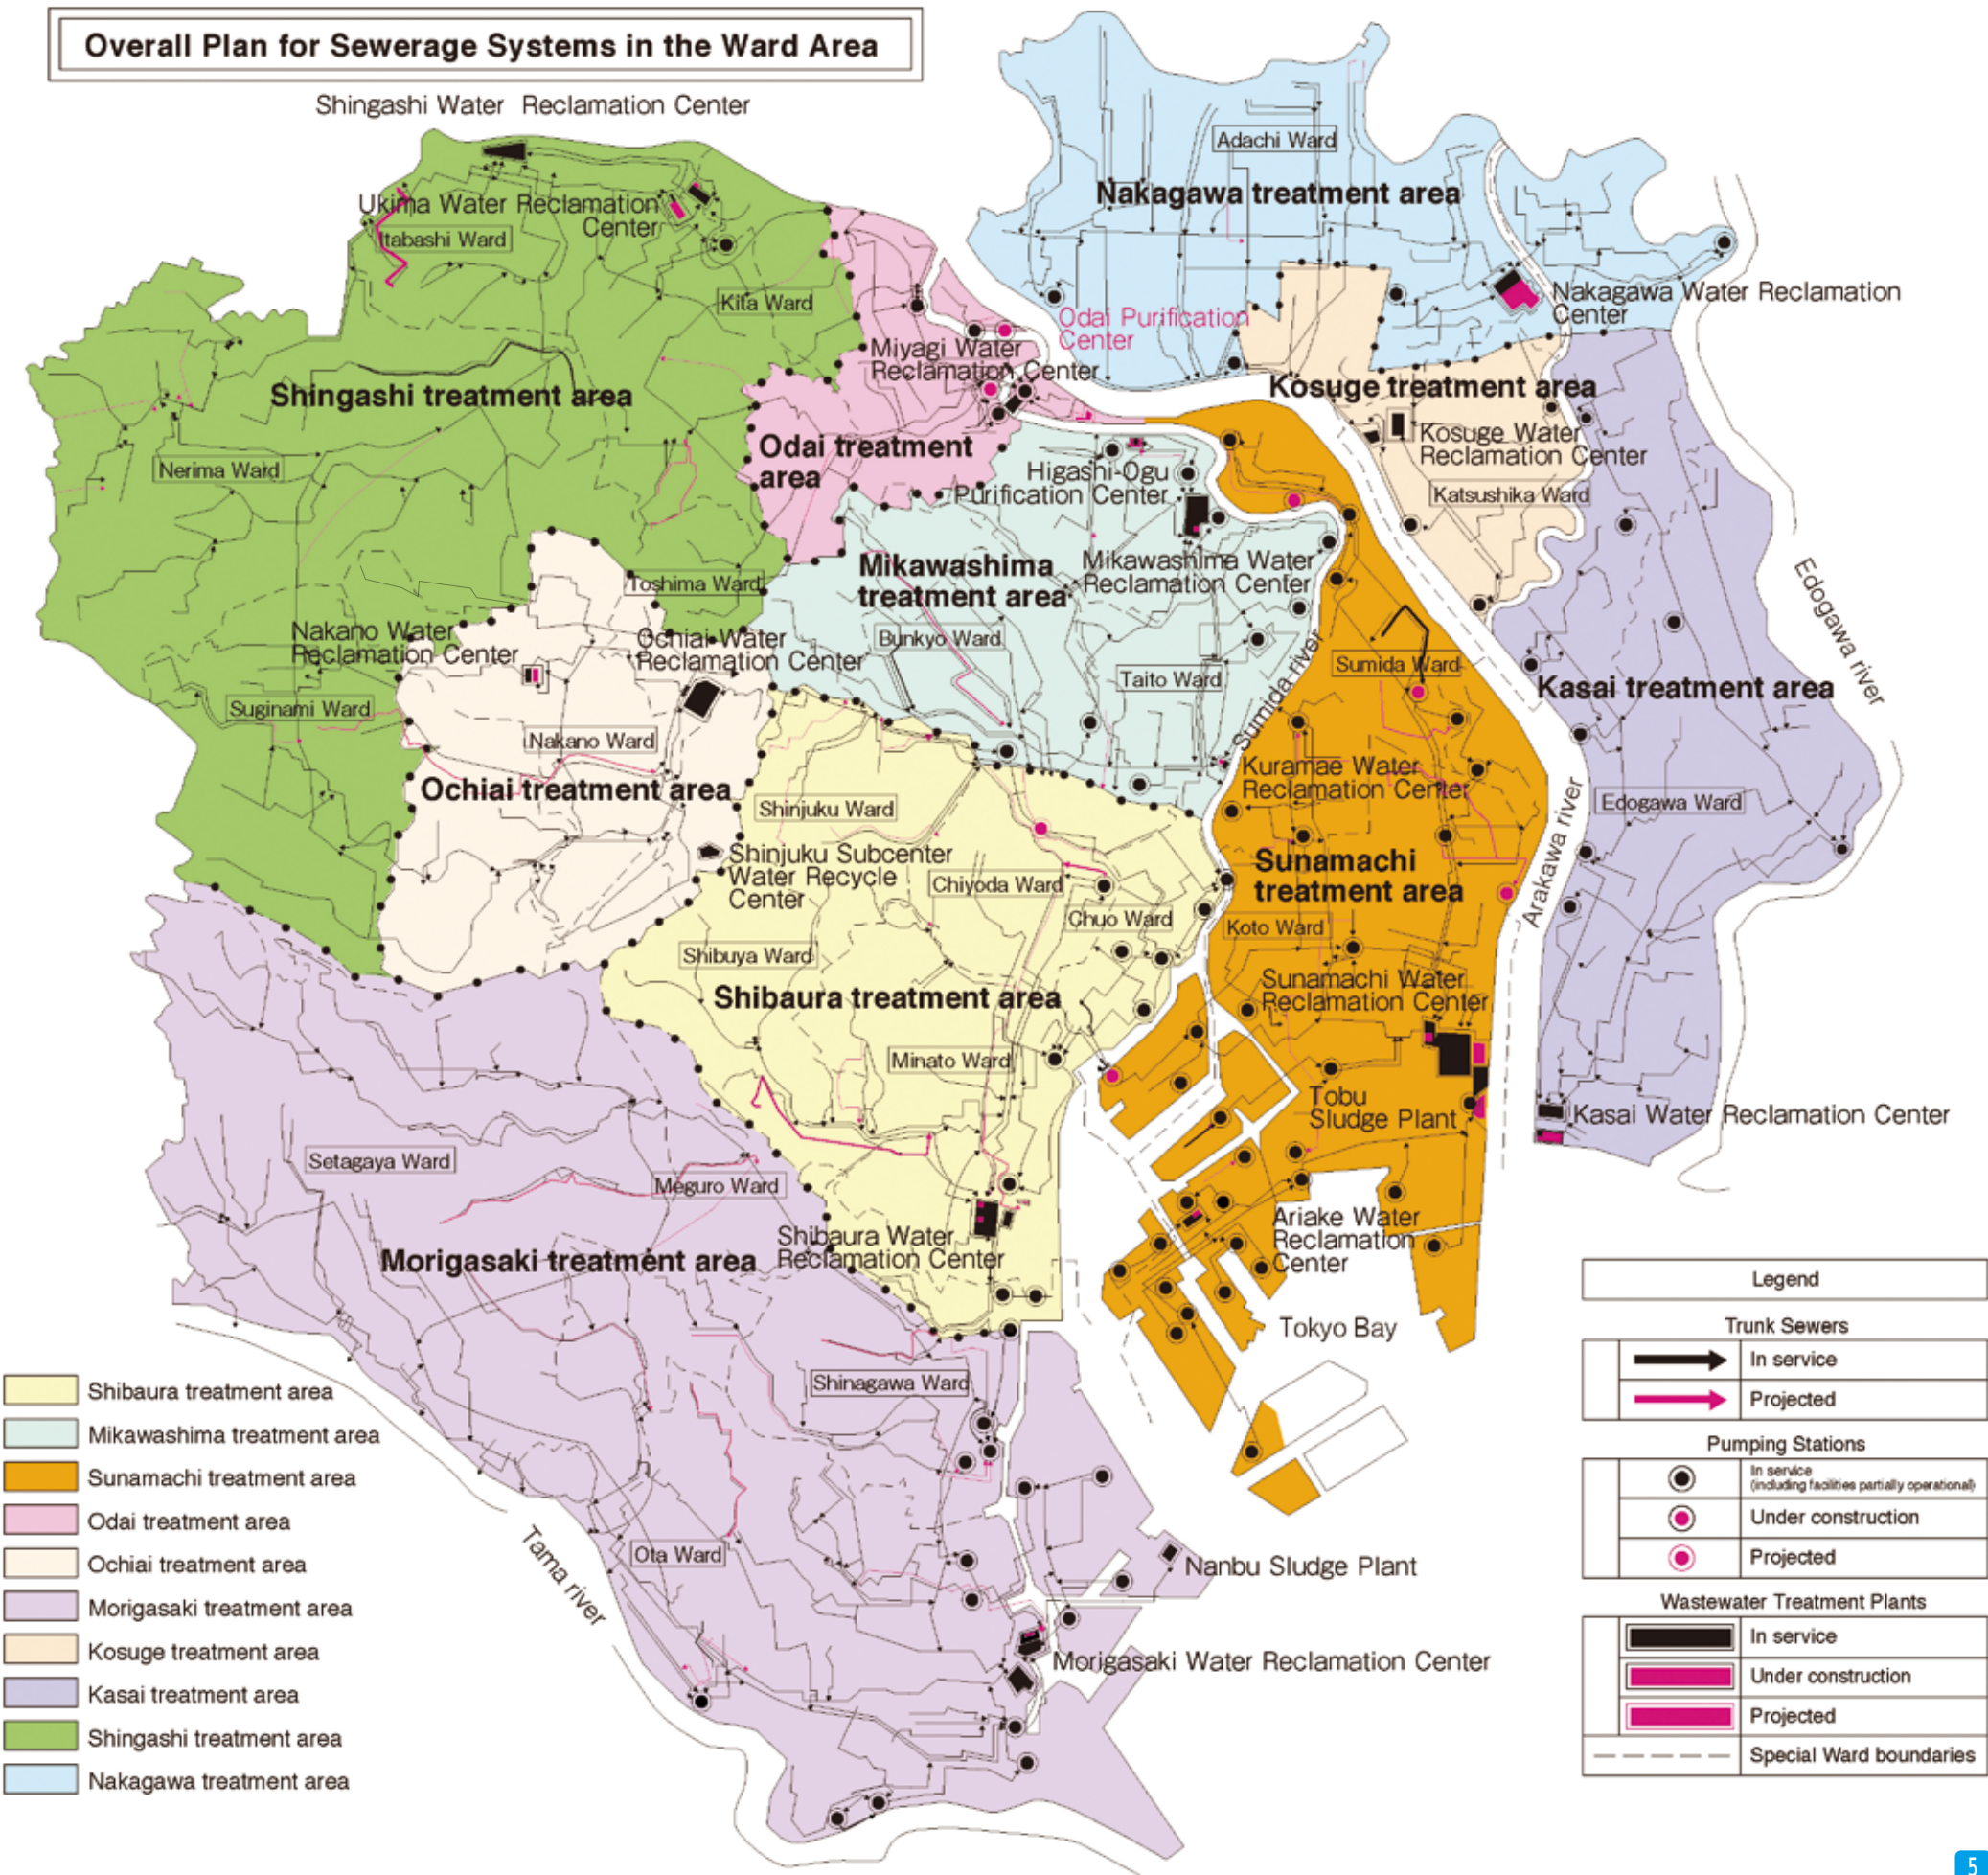 Overall Plan for Sewerage Systems in the Ward Area
Shingashi Water Reclamation Center
Adachi Ward
Nakagawa treatment area
Ukima Water Reclamation
Center
Itabashi Ward
Kita Ward
Nakagawa Water Reclamation
Center
Odai Purification
Center
Miyagi Water
Reclamation Center
Shingashi treatment area
Kosuge treatment area
Odai treatment
area
Kosuge Water
Reclamation Center
Nerima Ward
Higashi-Ogu
Purification Center
Katsushika Ward
Mikawashima
treatment area
Mikawashima Water
Reclamation Center
Toshima Ward
Edogawa river
Nakano Water
Reclamation Center
Ochiai Water
Reclamation Center
Bunkyo Ward
Taito Ward
Sumida river
Sumida Ward
Kasai treatment area
Suginami Ward
Nakano Ward
Ochiai treatment area
Kuramae Water
Reclamation Center
Shinjuku Ward
Edogawa Ward
Arakawa river
Shinjuku Subcenter
Water Recycle
Center
Chiyoda Ward
Sunamachi
treatment area
Chuo Ward
Koto Ward
Shibuya Ward
Shibaura treatment area
Sunamachi Water
Reclamation Center
Minato Ward
Tobu
Sludge Plant
Kasai Water Reclamation Center
Setagaya Ward
Meguro Ward
Shibaura Water
Reclamation Center
Morigasaki treatment area
Ariake Water
Reclamation
Center
Tokyo Bay
Shinagawa Ward
Tama river
Ota Ward
Nanbu Sludge Plant
Morigasaki Water Reclamation Center
Shibaura treatment area
Mikawashima treatment area
Sunamachi treatment area
Odai treatment area
Ochiai treatment area
Morigasaki treatment area
Kosuge treatment area
Kasai treatment area
Shingashi treatment area
Nakagawa treatment area
Legend
Trunk Sewers
In service
Projected
Pumping Stations
In service
(including facilities partially operational)
Under construction
Projected
Wastewater Treatment Plants
In service
Under construction
Projected
Special Ward boundaries
5